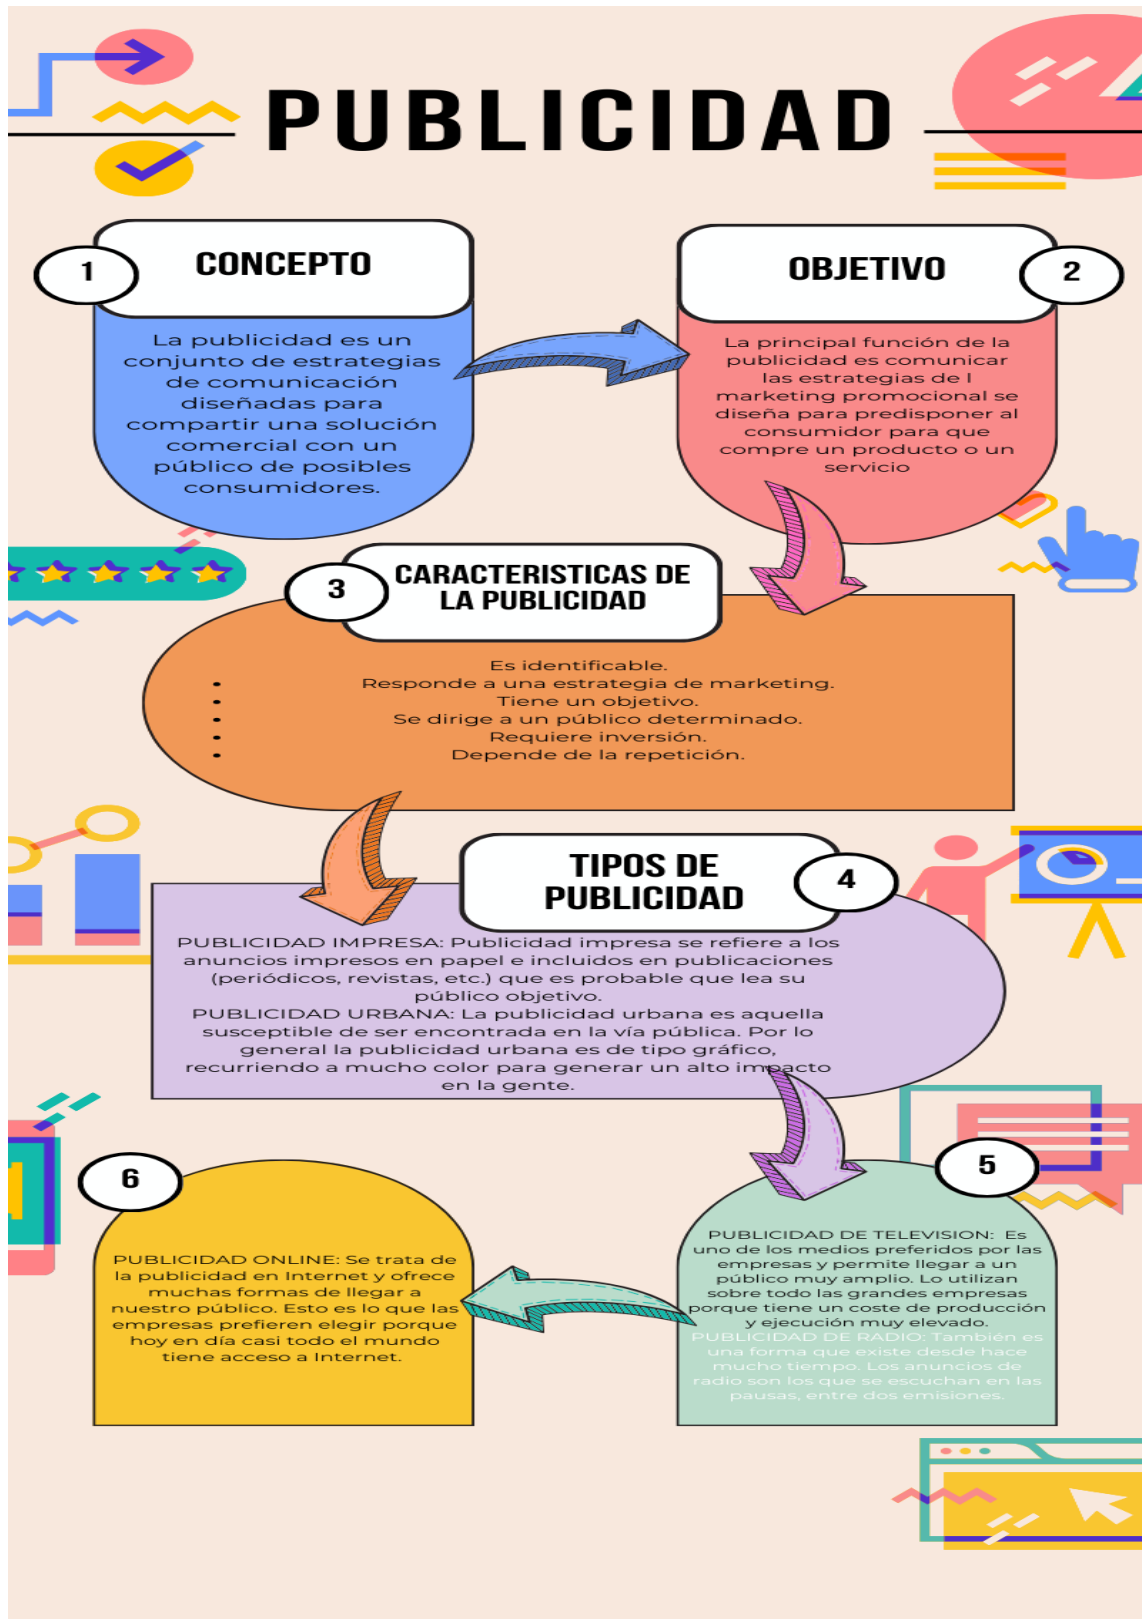 PUBLICIDAD
1
CONCEPTO
La publicidad es un
conjunto de estrategias
de comunicación
diseñadas para
compartir una solución
comercial con un
público de posibles
consumidores.
OBJETIVO
2
La principal función de la
publicidad es comunicar
las estrategias de l
marketing promocional se
diseña para predisponer al
consumidor para que
compre un producto o un
servicio
3
CARACTERISTICAS DE
LA PUBLICIDAD
Es identificable.
• Responde a una estrategia de marketing.
• Tiene un objetivo.
• Se dirige a un público determinado.
• Requiere inversión.
• Depende de la repetición.
TIPOS DE
PUBLICIDAD
4
PUBLICIDAD IMPRESA: Publicidad impresa se refiere a los
anuncios impresos en papel e incluidos en publicaciones
(periódicos, revistas, etc.) que es probable que lea su
público objetivo.
PUBLICIDAD URBANA: La publicidad urbana es aquella
susceptible de ser encontrada en la vía pública. Por lo
general la publicidad urbana es de tipo gráfico,
recurriendo a mucho color para generar un alto impacto
en la gente.
5
PUBLICIDAD DE TELEVISION: Es
uno de los medios preferidos por las
empresas y permite llegar a un
público muy amplio. Lo utilizan
sobre todo las grandes empresas
porque tiene un coste de producción
y ejecución muy elevado.
PUBLICIDAD DE RADIO: También es
una forma que existe desde hace
mucho tiempo. Los anuncios de
radio son los que se escuchan en las
pausas, entre dos emisiones.
6
PUBLICIDAD ONLINE: Se trata de
la publicidad en Internet y ofrece
muchas formas de llegar a
nuestro público. Esto es lo que las
empresas prefieren elegir porque
hoy en día casi todo el mundo
tiene acceso a Internet.